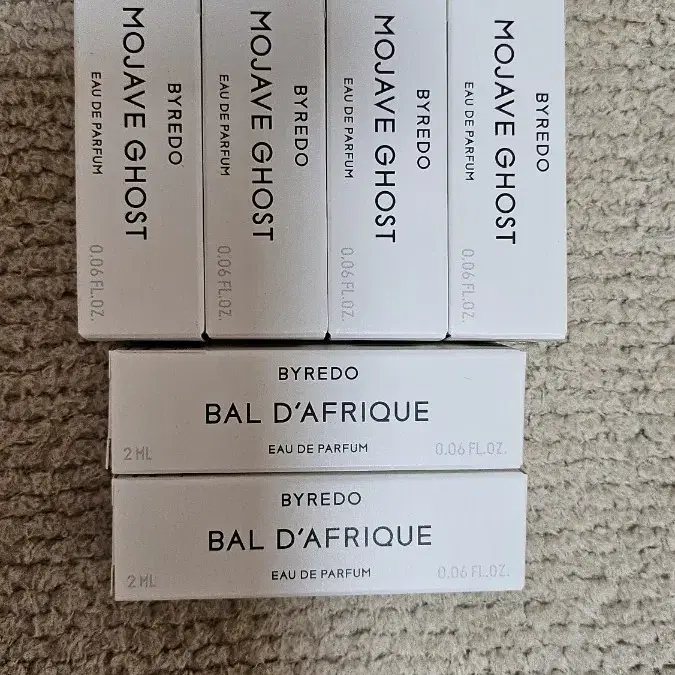 BYREDO
MOJAVE GHOST
EAU DE PARFUM
0.06 FL.OZ.
BYREDO
MOJAVE GHOST
EAU DE PARFUM
0.06 FL.OZ.
BYREDO
MOJAVE GHOST
EAU DE PARFUM
0.06 FL.OZ.
BYREDO
MOJAVE GHOST
EAU DE PARFUM
0.06 FL.OZ.
BYREDO
BAL D'AFRIQUE
2 ML EAU DE PARFUM 0.06 FL.OZ.
BYREDO
BAL D'AFRIQUE
2 ML EAU DE PARFUM 0.06 FL.OZ.